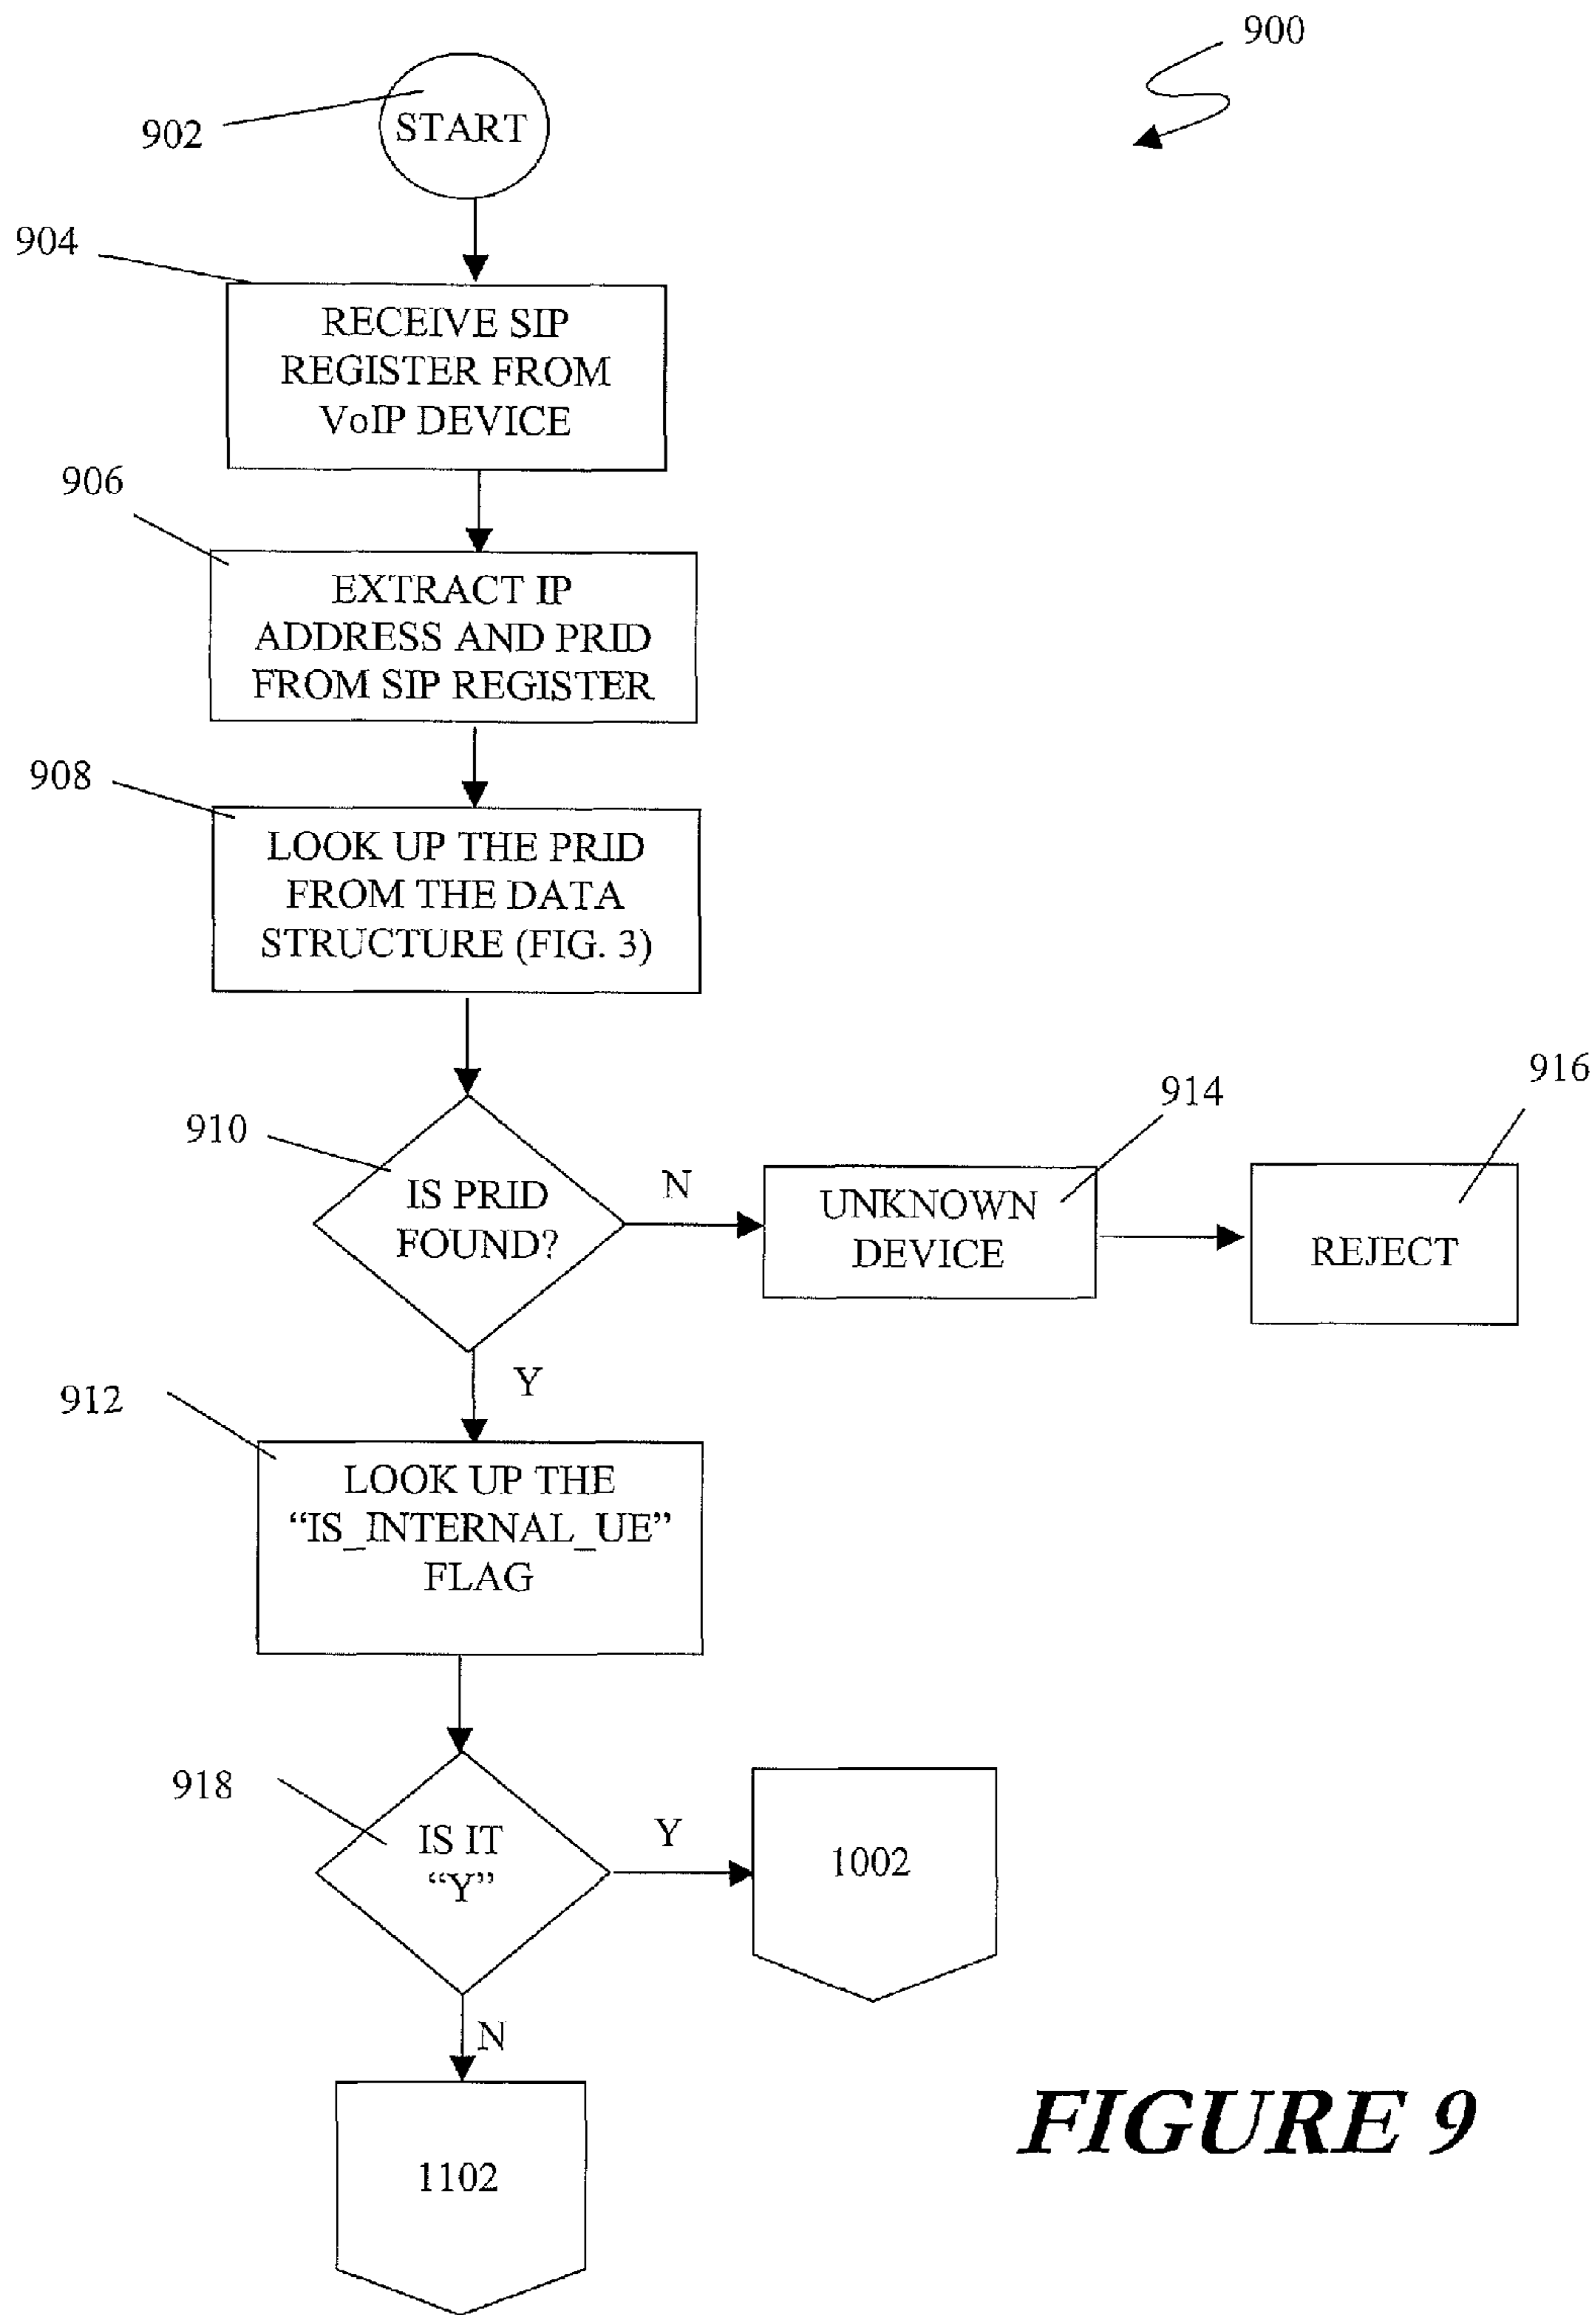 900
902
START
904
RECEIVE SIP
REGISTER FROM
VoIP DEVICE
906
EXTRACT IP
ADDRESS AND PRID
FROM SIP REGISTER
908
LOOK UP THE PRID
FROM THE DATA
STRUCTURE (FIG. 3)
910
IS PRID
FOUND?
N
914
UNKNOWN
DEVICE
916
REJECT
Y
912
LOOK UP THE
“IS_INTERNAL_UE”
FLAG
918
IS IT
“Y”
Y
1002
N
1102
FIGURE 9